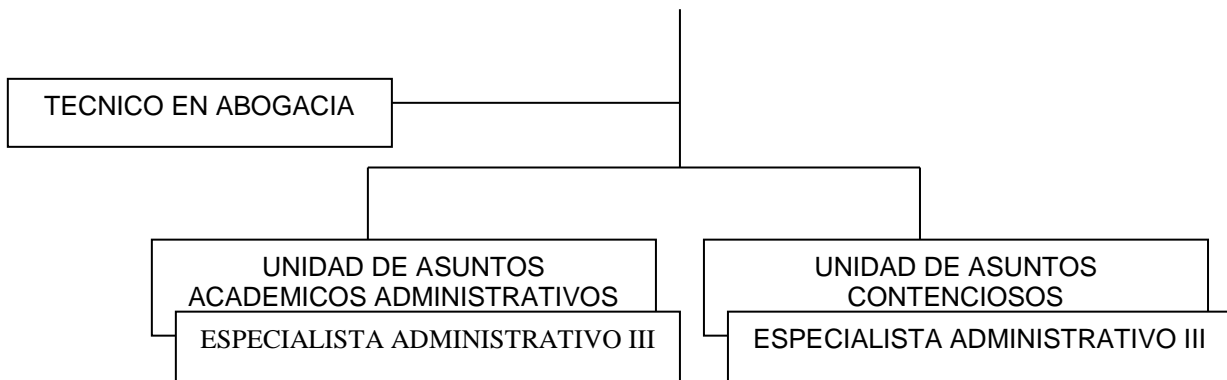 TECNICO EN ABOGACIA
UNIDAD DE ASUNTOS
ACADEMICOS ADMINISTRATIVOS
ESPECIALISTA ADMINISTRATIVO III
UNIDAD DE ASUNTOS
CONTENCIOSOS
ESPECIALISTA ADMINISTRATIVO III